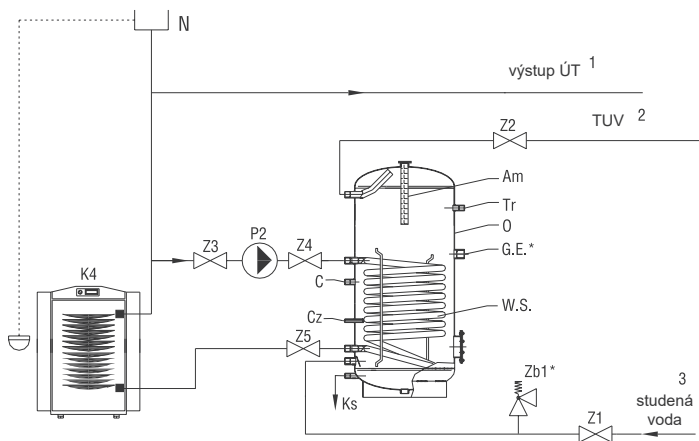 N
výstup ÚT 1
TUV 2
Z2
Am
Tr
O
G.E.*
Z3
P2
Z4
K4
C
W.S.
Cz
Z5
Zb1*
Ks
Z1
3
studená
voda